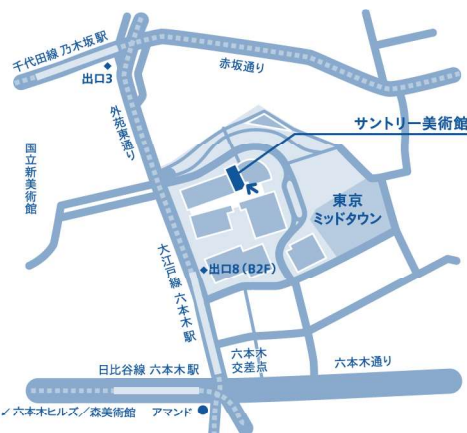 千代田線 乃木坂駅
出口3
赤坂通り
外苑東通り
サントリー美術館
国立新美術館
東京
ミッドタウン
出口8(B2F)
大江戸線 六本木駅
日比谷線 六本木駅
六本木
交差点
六本木通り
六本木ヒルズ／森美術館
アマンド